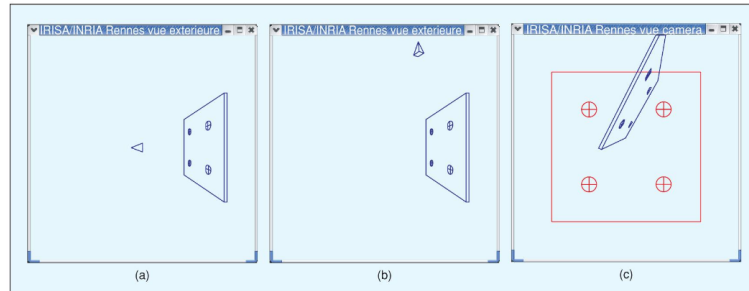 IRISA/INRIA Rennes vue exterieure
IRISA/INRIA Rennes vue exterieure
IRISA/INRIA Rennes vue camera
(a)
(b)
(c)